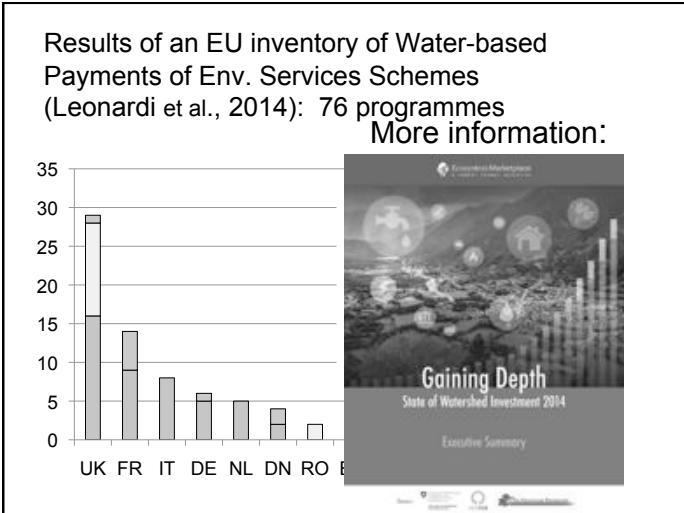 Results of an EU inventory of Water-based
Payments of Env. Services Schemes
(Leonardi et al., 2014): 76 programmes
More information:
35
30
25
20
15
10
5
0
UK FR IT DE NL DN RO
Ecosystem Marketplace
Gaining Depth
State of Watershed Investment 2014
Executive Summary